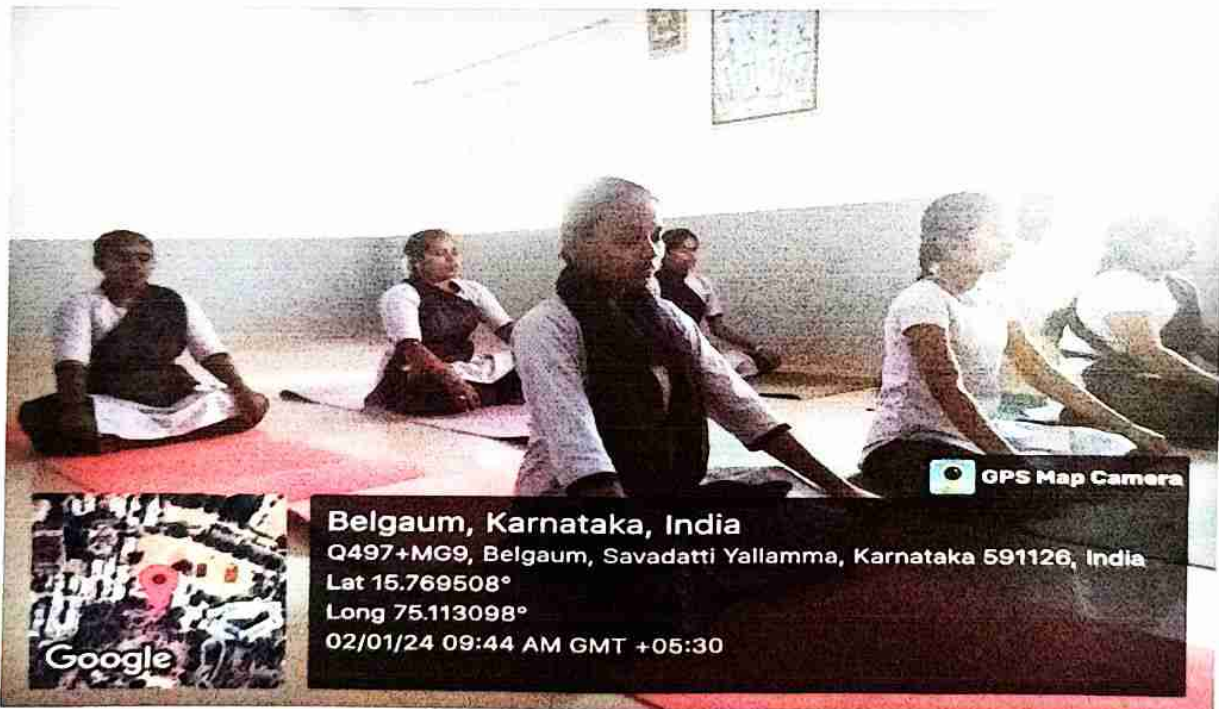 GPS Map Camera
Belgaum, Karnataka, India
Q497+MG9, Belgaum, Savadatti Yallamma, Karnataka 591126, India
Lat 15.769508°
Long 75.113098°
02/01/24 09:44 AM GMT +05:30
Google